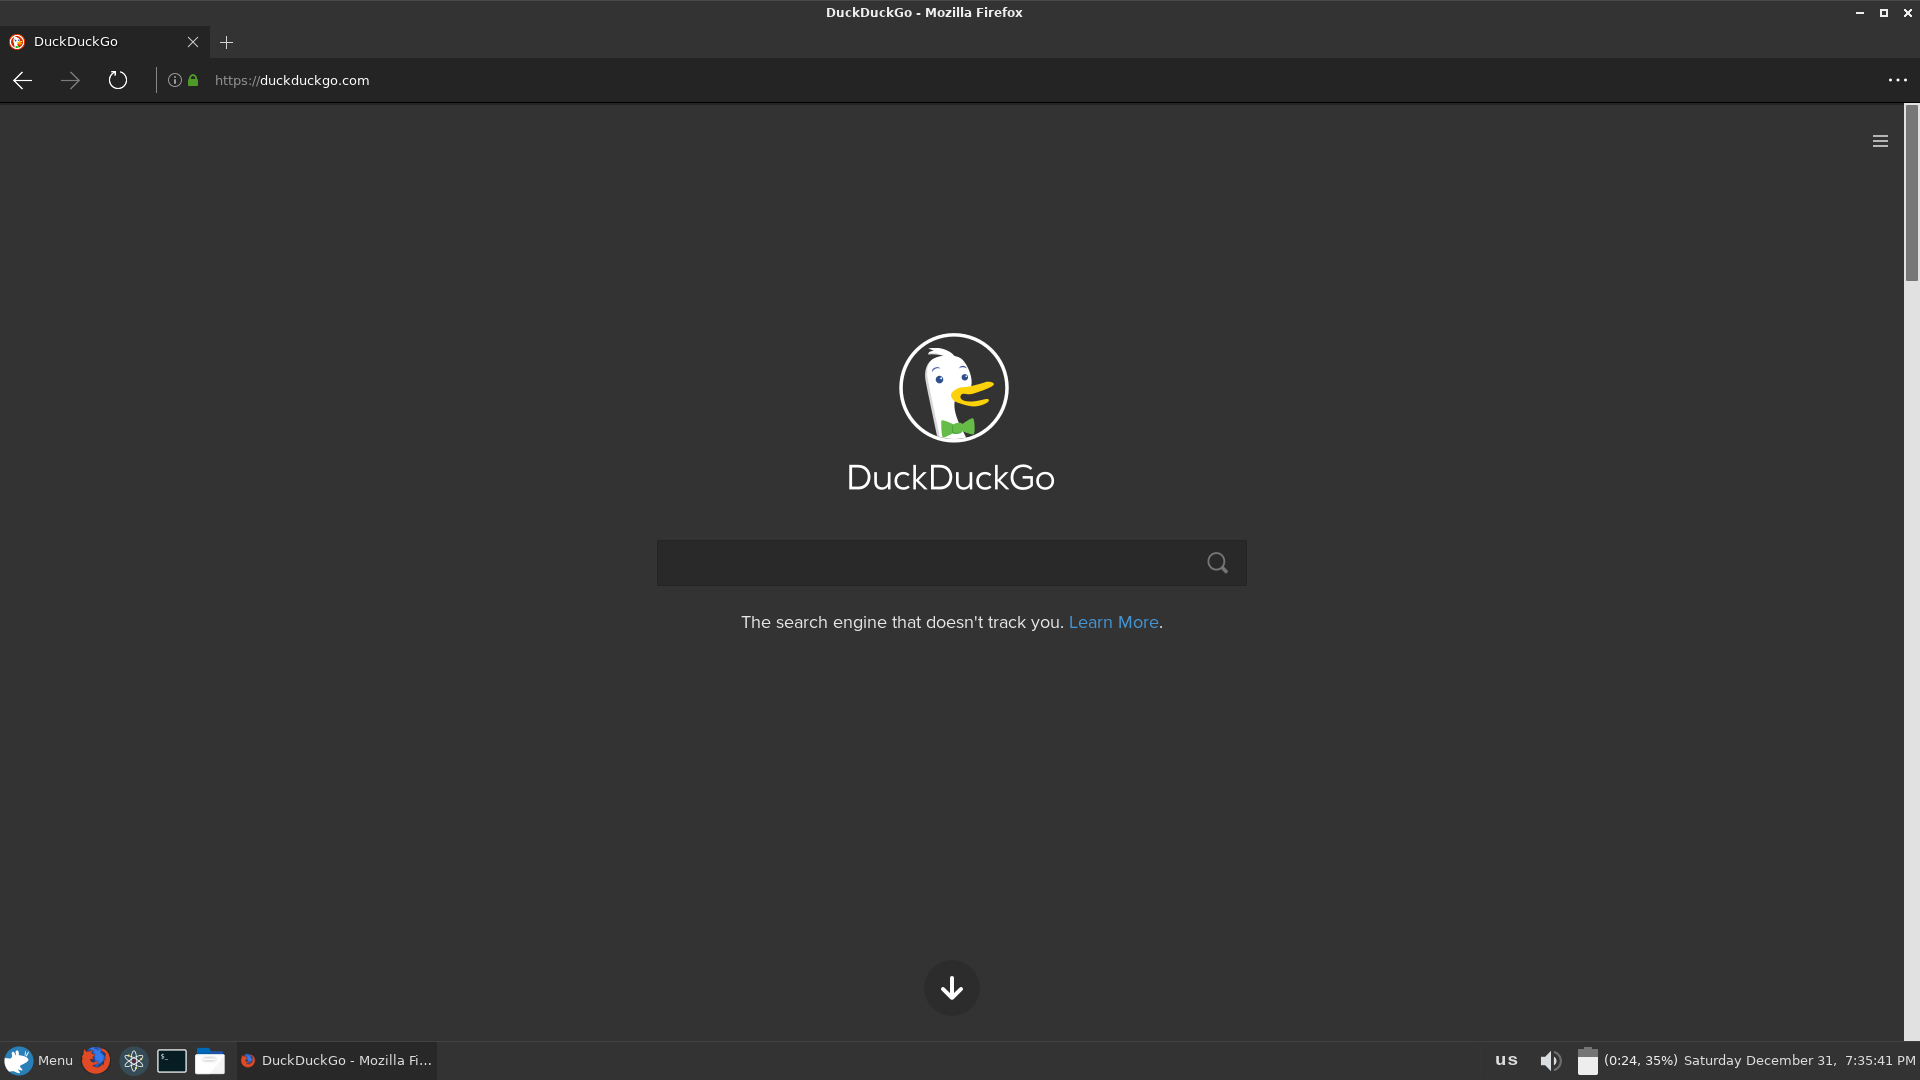 DuckDuckGo - Mozilla Firefox
DuckDuckGo
https://duckduckgo.com
DuckDuckGo
The search engine that doesn't track you. Learn More.
Menu
$_
DuckDuckGo - Mozilla Fi...
us
(0:24, 35%)
Saturday December 31, 7:35:41 PM